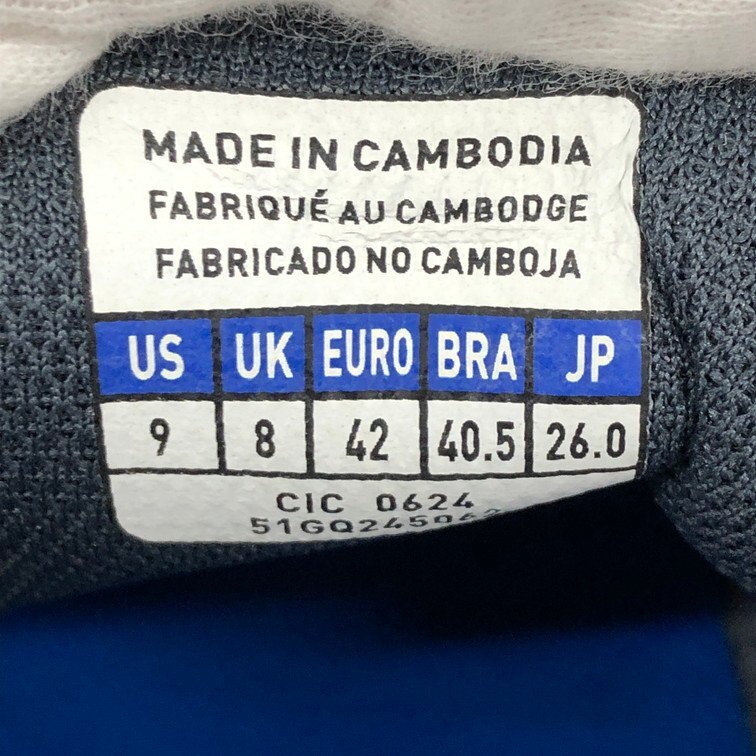 MADE IN CAMBODIA
FABRIQUÉ AU CAMBODGE
FABRICADO NO CAMBOJA
US UK EURO BRA JP
9 8 42 40.5 26.0
CIC 0624